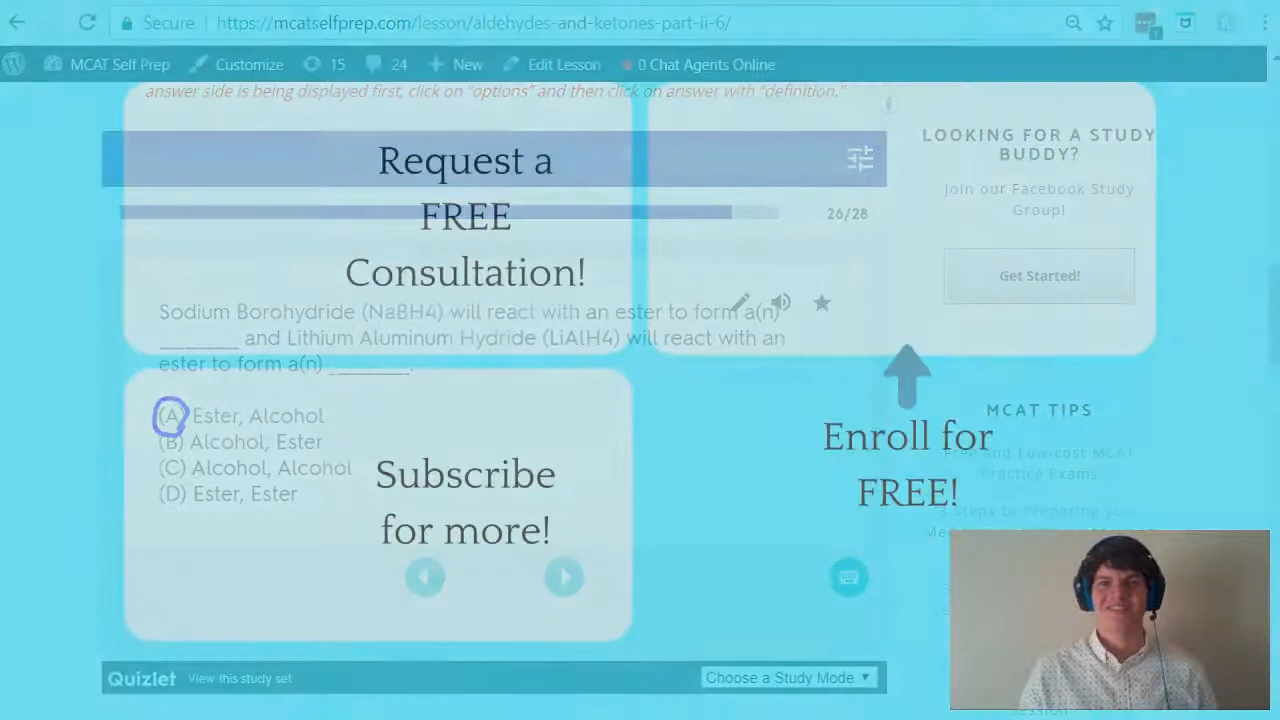 Secure https://mcatselfprep.com/lesson/aldehydes-and-ketones-part-ii-6/
MCAT Self Prep Customize 15 24 New Edit Lesson 0 Chat Agents Online
answer side is being displayed first, click on "options" and then click on answer with "definition."
Request a
FREE
Consultation!
26/28
Sodium Borohydride (NaBH4) will react with an ester to form a(n)
________ and Lithium Aluminum Hydride (LiAlH4) will react with an
ester to form a(n) ________.
(A) Ester, Alcohol
(B) Alcohol, Ester
(C) Alcohol, Alcohol
(D) Ester, Ester
Subscribe
for more!
LOOKING FOR A STUDY
BUDDY?
Join our Facebook Study
Group!
Get Started!
Enroll for
FREE!
MCAT TIPS
Free and Low-cost MCAT
Practice Exams
3 Steps to Preparing your
Quizlet View this study set
Choose a Study Mode